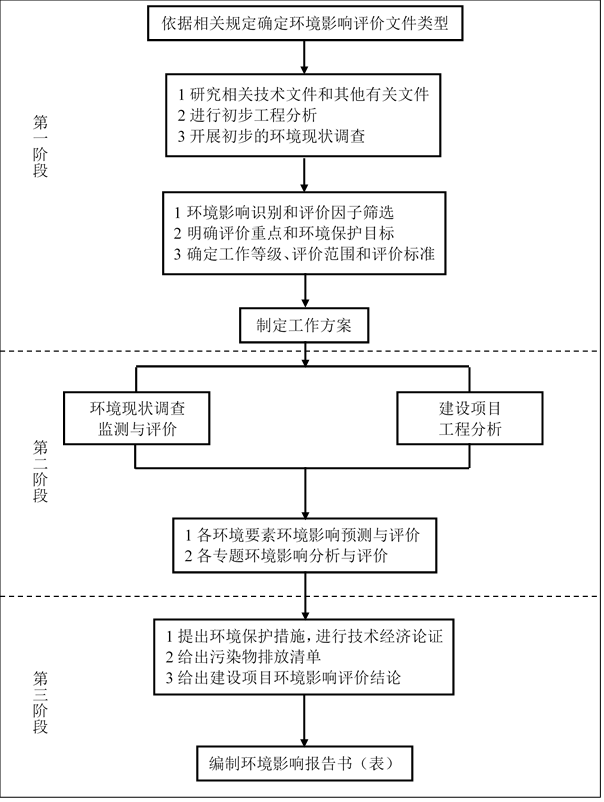 依据相关规定确定环境影响评价文件类型
第一阶段
1 研究相关技术文件和其他有关文件
2 进行初步工程分析
3 开展初步的环境现状调查
1 环境影响识别和评价因子筛选
2 明确评价重点和环境保护目标
3 确定工作等级、评价范围和评价标准
制定工作方案
第二阶段
环境现状调查
监测与评价
建设项目
工程分析
1 各环境要素环境影响预测与评价
2 各专题环境影响分析与评价
第三阶段
1 提出环境保护措施，进行技术经济论证
2 给出污染物排放清单
3 给出建设项目环境影响评价结论
编制环境影响报告书（表）